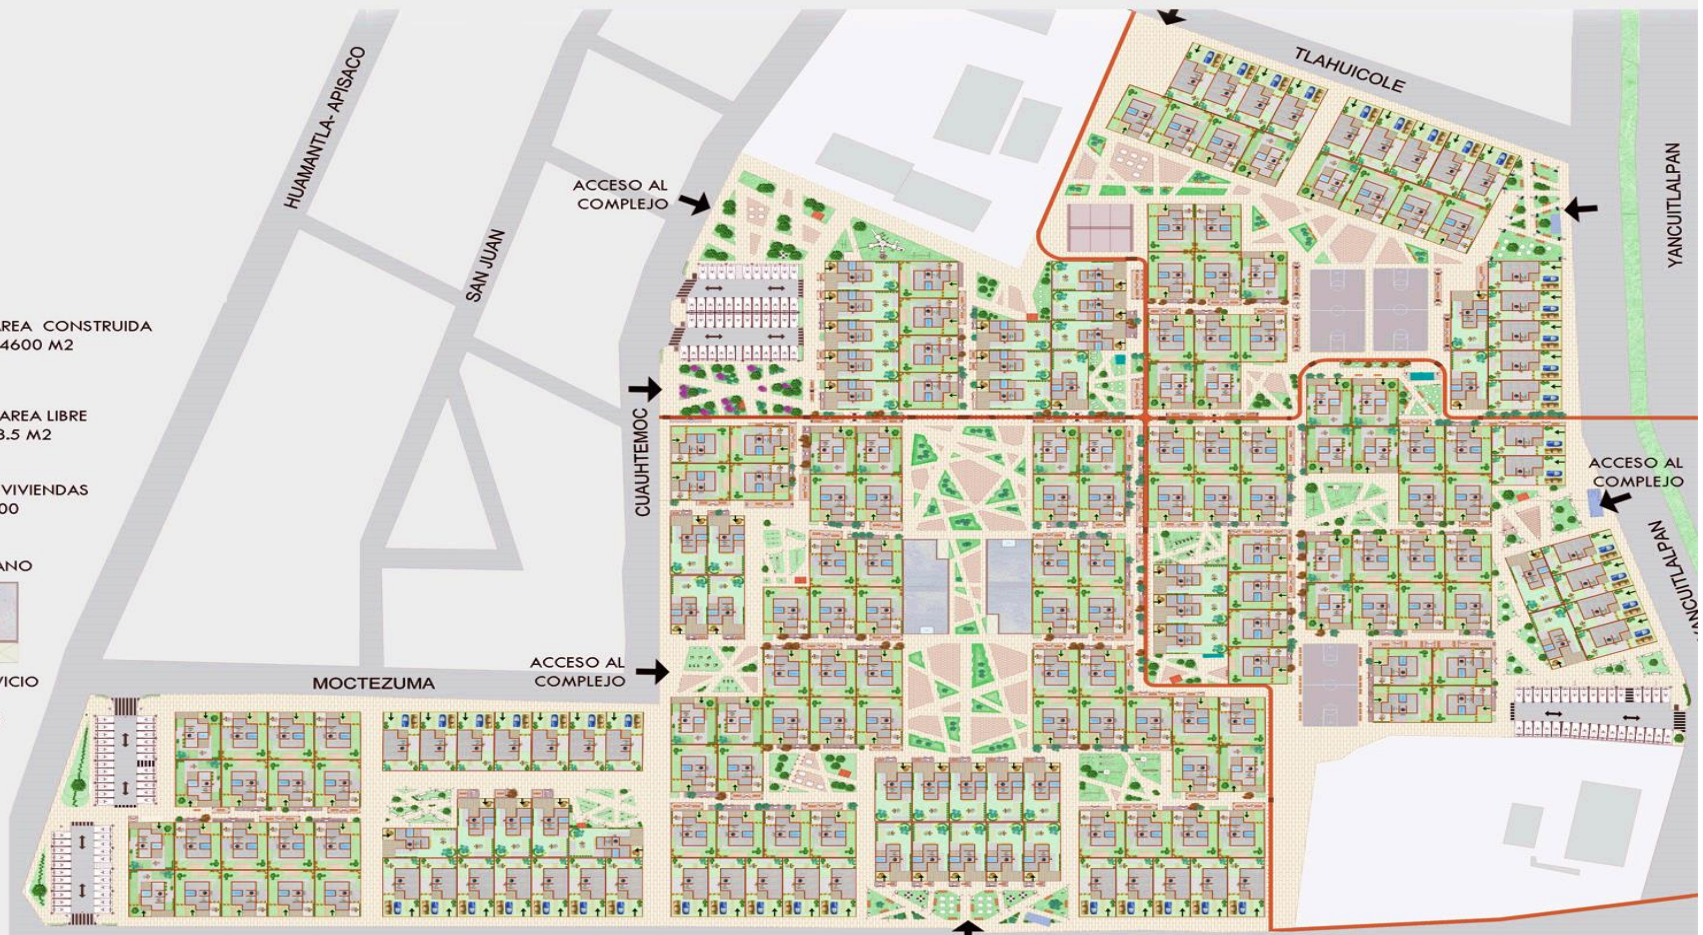 TLAHUICOLE
HUAMANTLA- APISACO
YANCUITLALPAN
ACCESO AL
COMPLEJO
SAN JUAN
AREA CONSTRUIDA
4600 M2
AREA LIBRE
8.5 M2
CUAUHTEMOC
ACCESO AL
COMPLEJO
VIVIENDAS
00
YANCUITLALPAN
ANO
ACCESO AL
COMPLEJO
VICIO
MOCTEZUMA